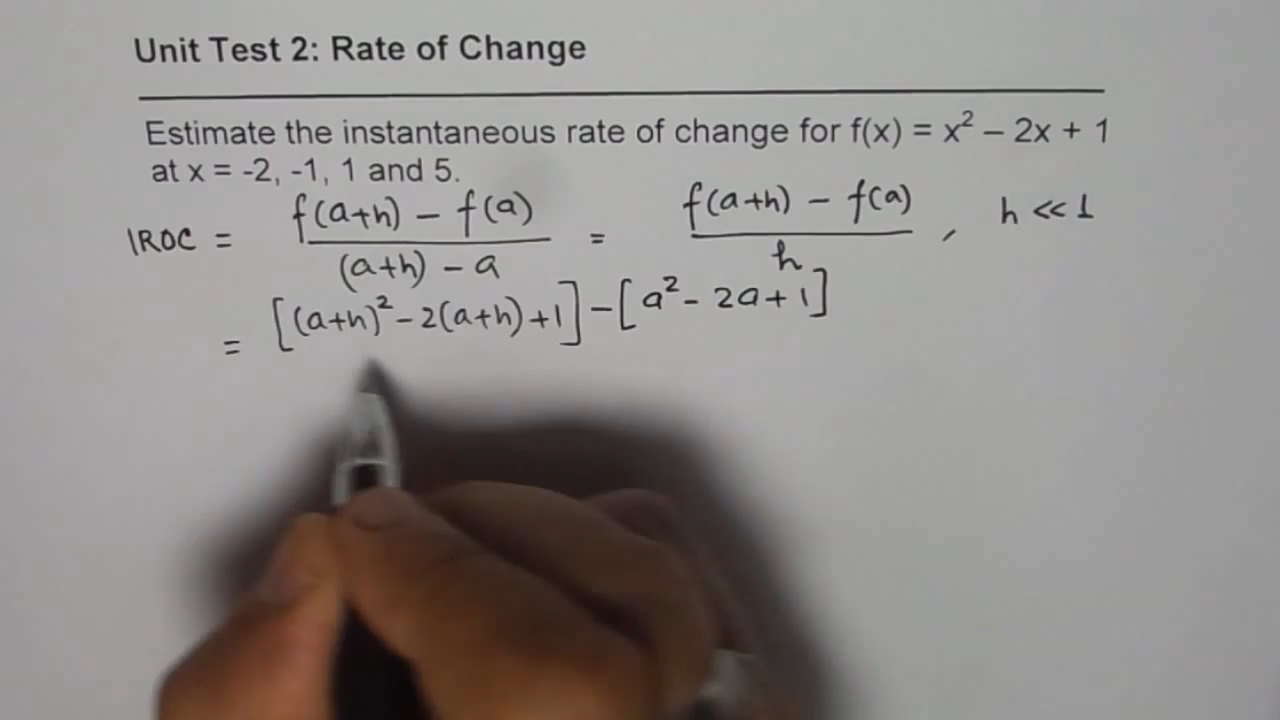 Unit Test 2: Rate of Change
Estimate the instantaneous rate of change for f(x) = x² – 2x + 1
at x = -2, -1, 1 and 5.
IROC = f(a+h) – f(a) / (a+h) – a = f(a+h) – f(a) / h , h << 1
= [(a+h)² – 2(a+h) + 1] – [a² – 2a + 1]